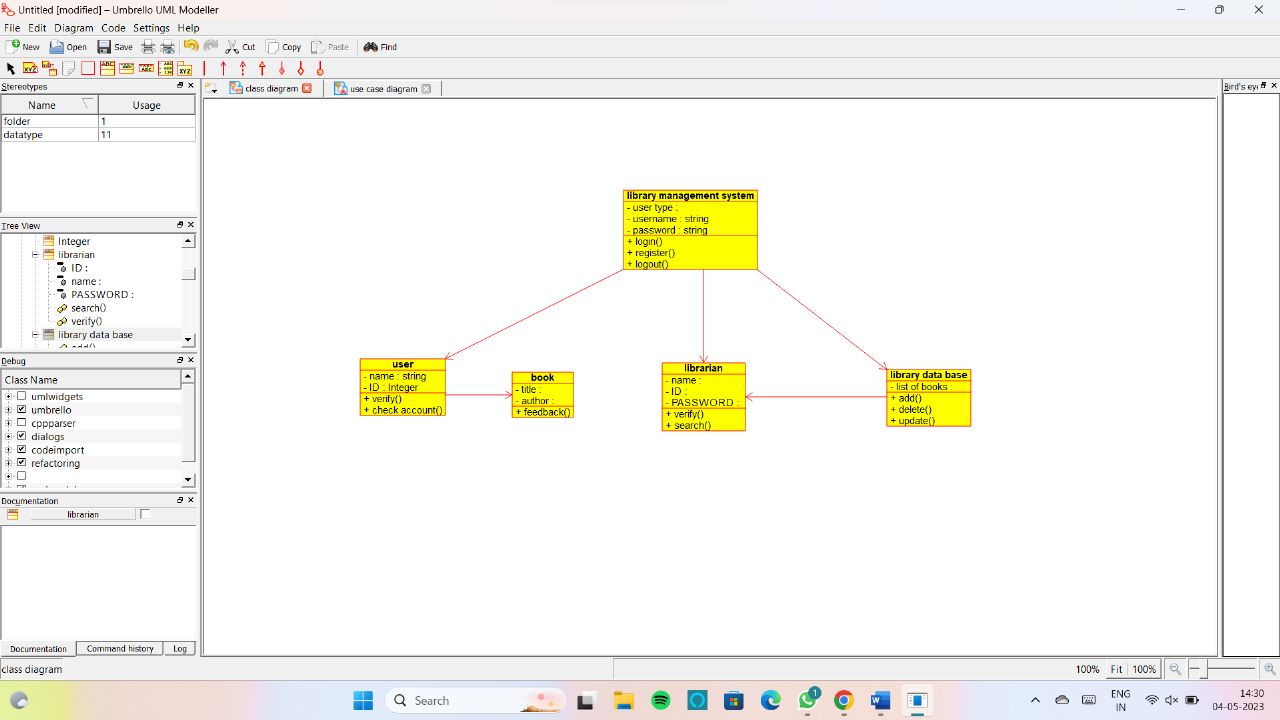 Untitled [modified] – Umbrello UML Modeller
File Edit Diagram Code Settings Help
New Open Save Cut Copy Paste Find
Stereotypes
Name Usage
folder 1
datatype 11
Tree View
Integer
librarian
ID :
name :
PASSWORD :
search()
verify()
library data base
add()
Debug
Class Name
umlwidgets
umbrello
cppparser
dialogs
codeimport
refactoring
Documentation
librarian
Documentation Command history Log
class diagram
class diagram use case diagram
library management system
- user type :
- username : string
- password : string
+ login()
+ register()
+ logout()
user
- name : string
- ID : Integer
+ verify()
+ check account()
book
- title :
- author :
+ feedback()
librarian
- name :
- ID :
- PASSWORD :
+ verify()
+ search()
library data base
- list of books
+ add()
+ delete()
+ update()
Bird's eye
100% Fit 100%
Search
1
ENG
IN
14:30
04-05-2023